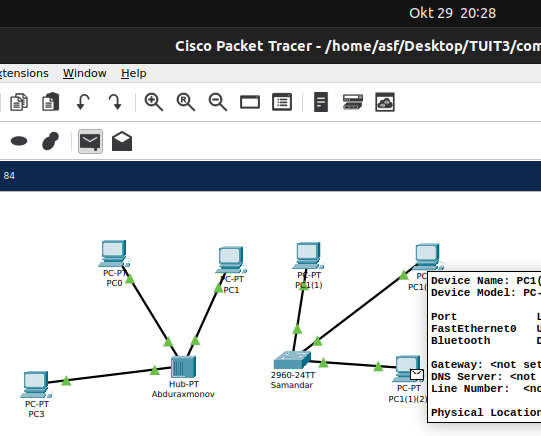 Okt 29 20:28
Cisco Packet Tracer - /home/asf/Desktop/TUIT3/com
tensions Window Help
84
PC-PT
PC0
PC-PT
PC1
PC-PT
PC1(1)
PC1(
Device Name: PC1(
Device Model: PC-
Port L
FastEthernet0 U
Bluetooth D
Gateway: <not set
DNS Server: <not
Line Number: <no
Physical Location
2960-24TT
Samandar
PC-PT
PC1(1)(2)
Hub-PT
Abduraxmonov
PC-PT
PC3